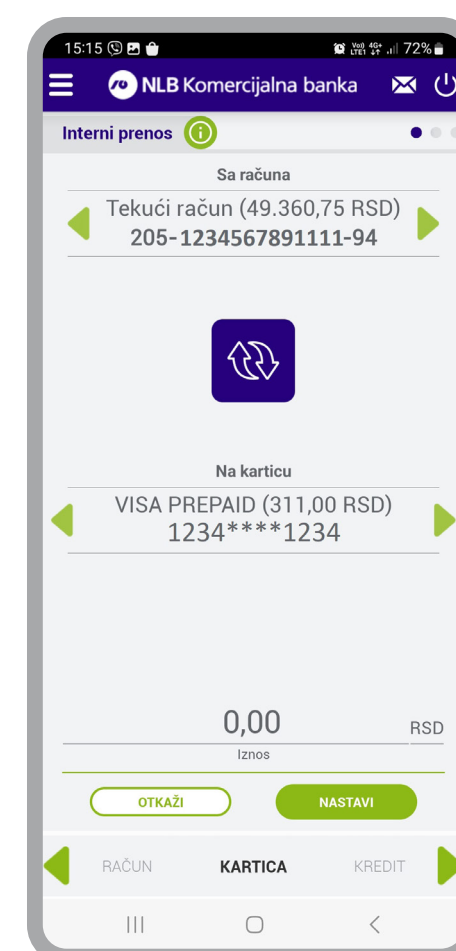 15:15 72%
NLB Komercijalna banka
Interni prenos
Sa računa
Tekući račun (49.360,75 RSD)
205-1234567891111-94
Na karticu
VISA PREPAID (311,00 RSD)
1234****1234
0,00 RSD
Iznos
OTKAŽI NASTAVI
RAČUN KARTICA KREDIT